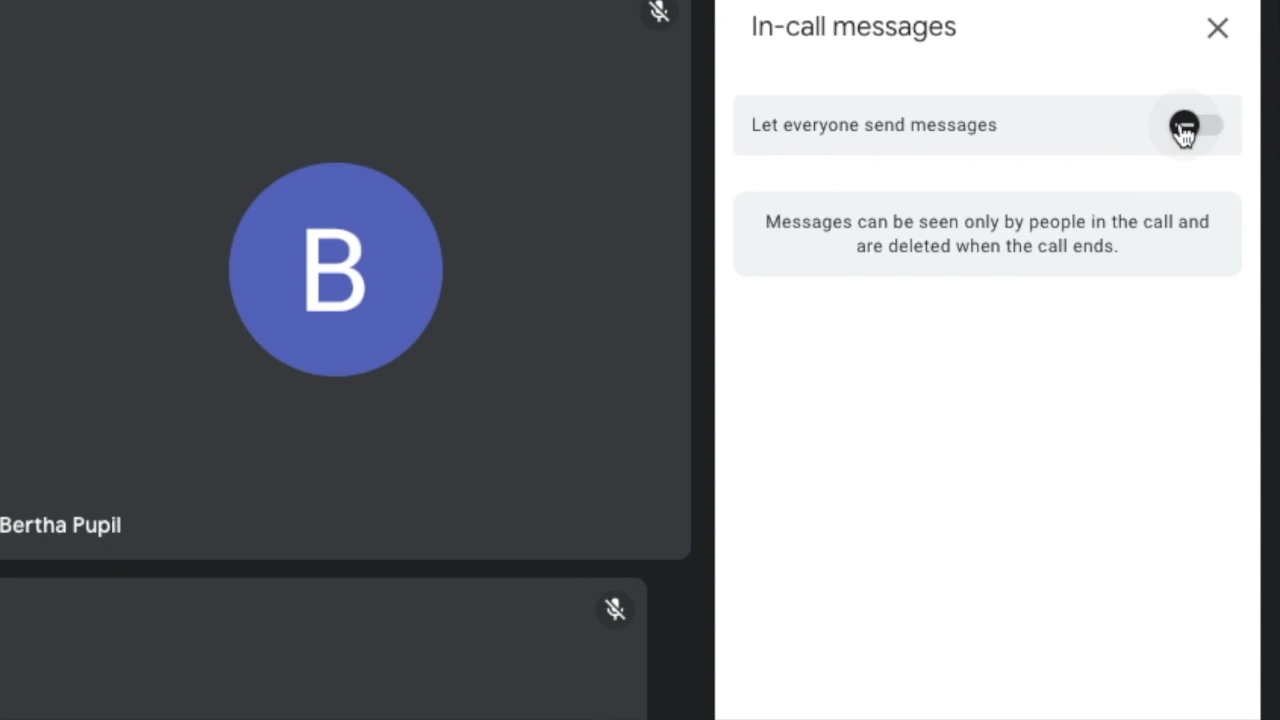 In-call messages
Let everyone send messages
Messages can be seen only by people in the call and
are deleted when the call ends.
B
Bertha Pupil